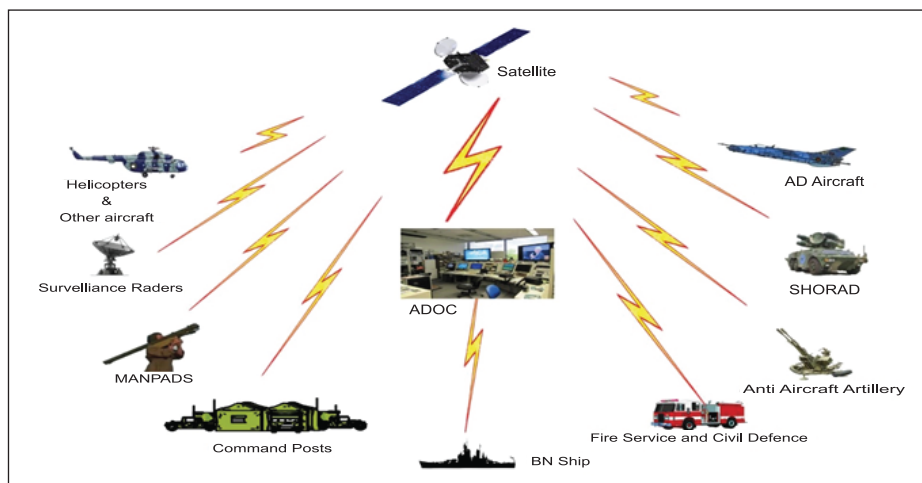 Satellite
Helicopters
&
Other aircraft
AD Aircraft
Survelliance Raders
SHORAD
ADOC
MANPADS
Anti Aircraft Artillery
Command Posts
Fire Service and Civil Defence
BN Ship